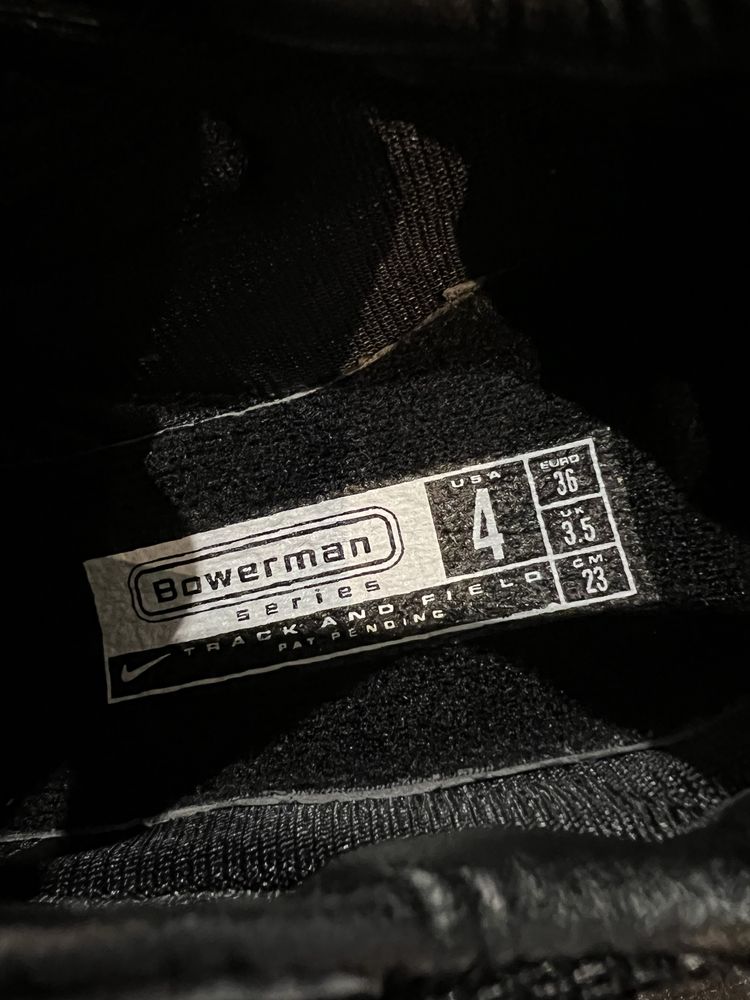 Bowerman
series
TRACK AND FIELD
PAT PENDING
USA
4
EURO
36
UK
3.5
CM
23